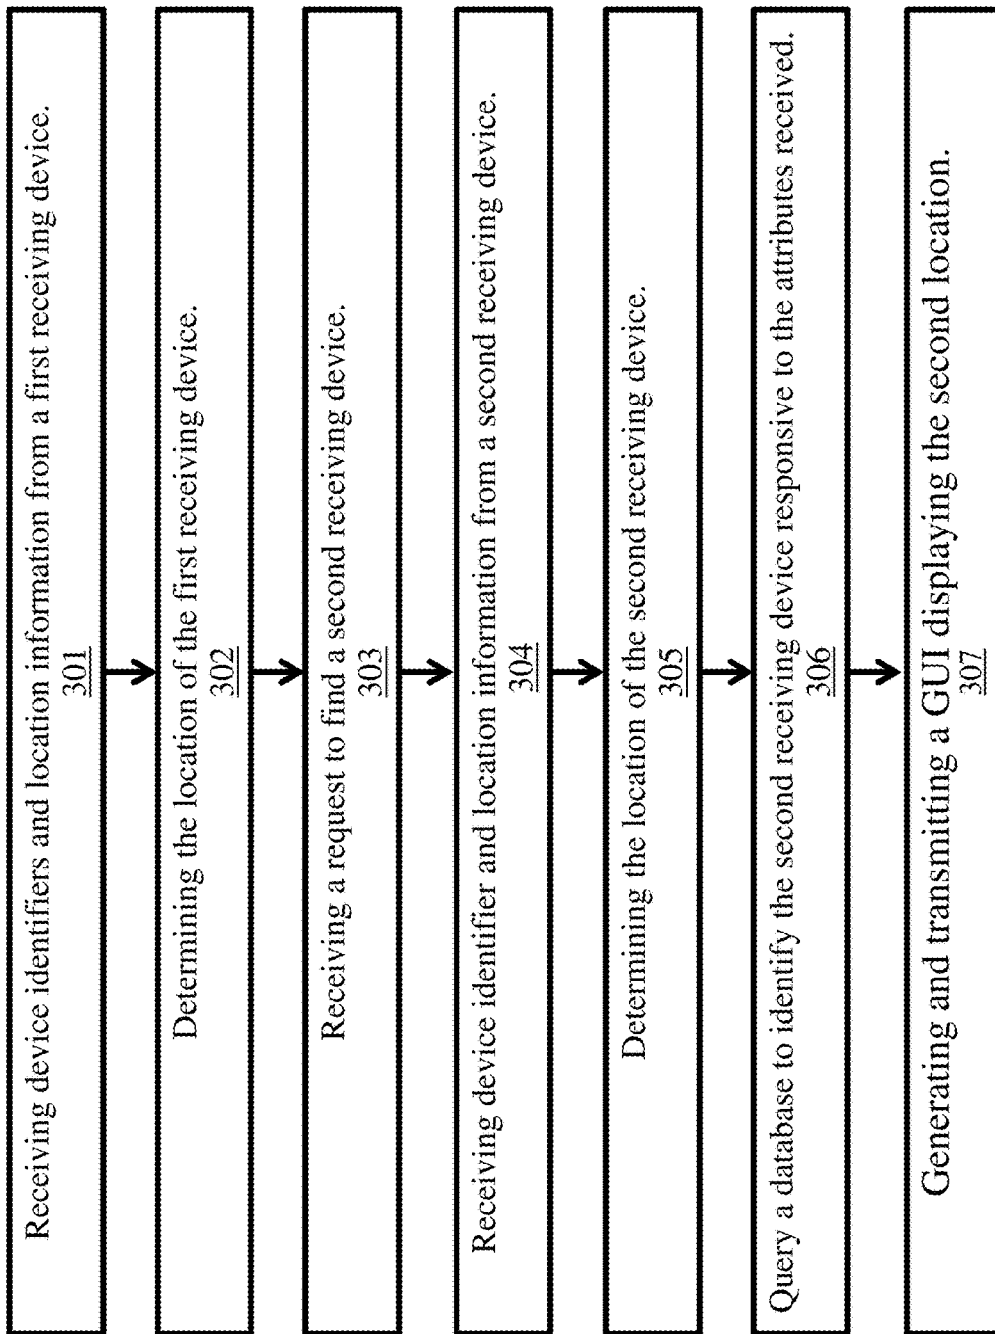 Receiving device identifiers and location information from a first receiving device.
301
Determining the location of the first receiving device.
302
Receiving a request to find a second receiving device.
303
Receiving device identifier and location information from a second receiving device.
304
Determining the location of the second receiving device.
305
Query a database to identify the second receiving device responsive to the attributes received.
306
Generating and transmitting a GUI displaying the second location.
307